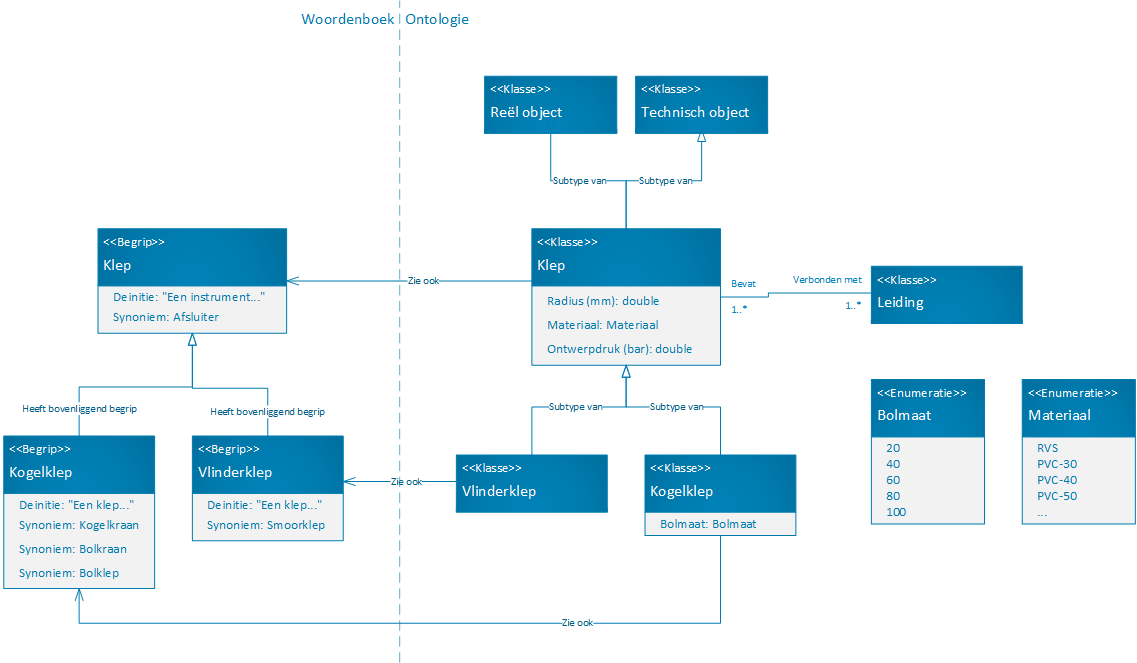 Woordenboek
Ontologie
<<Klasse>>
Reël object
<<Klasse>>
Technisch object
Subtype van
Subtype van
<<Begrip>>
Klep
Deinitie: "Een instrument..."
Synoniem: Afsluiter
Zie ook
<<Klasse>>
Klep
Radius (mm): double
Materiaal: Materiaal
Ontwerpdruk (bar): double
Bevat
1..*
Verbonden met
1..*
<<Klasse>>
Leiding
Heeft bovenliggend begrip
Heeft bovenliggend begrip
Subtype van
Subtype van
<<Begrip>>
Kogelklep
Deinitie: "Een klep..."
Synoniem: Kogelkraan
Synoniem: Bolkraan
Synoniem: Bolklep
<<Begrip>>
Vlinderklep
Deinitie: "Een klep..."
Synoniem: Smoorklep
Zie ook
<<Klasse>>
Vlinderklep
<<Klasse>>
Kogelklep
Bolmaat: Bolmaat
<<Enumeratie>>
Bolmaat
20
40
60
80
100
<<Enumeratie>>
Materiaal
RVS
PVC-30
PVC-40
PVC-50
...
Zie ook